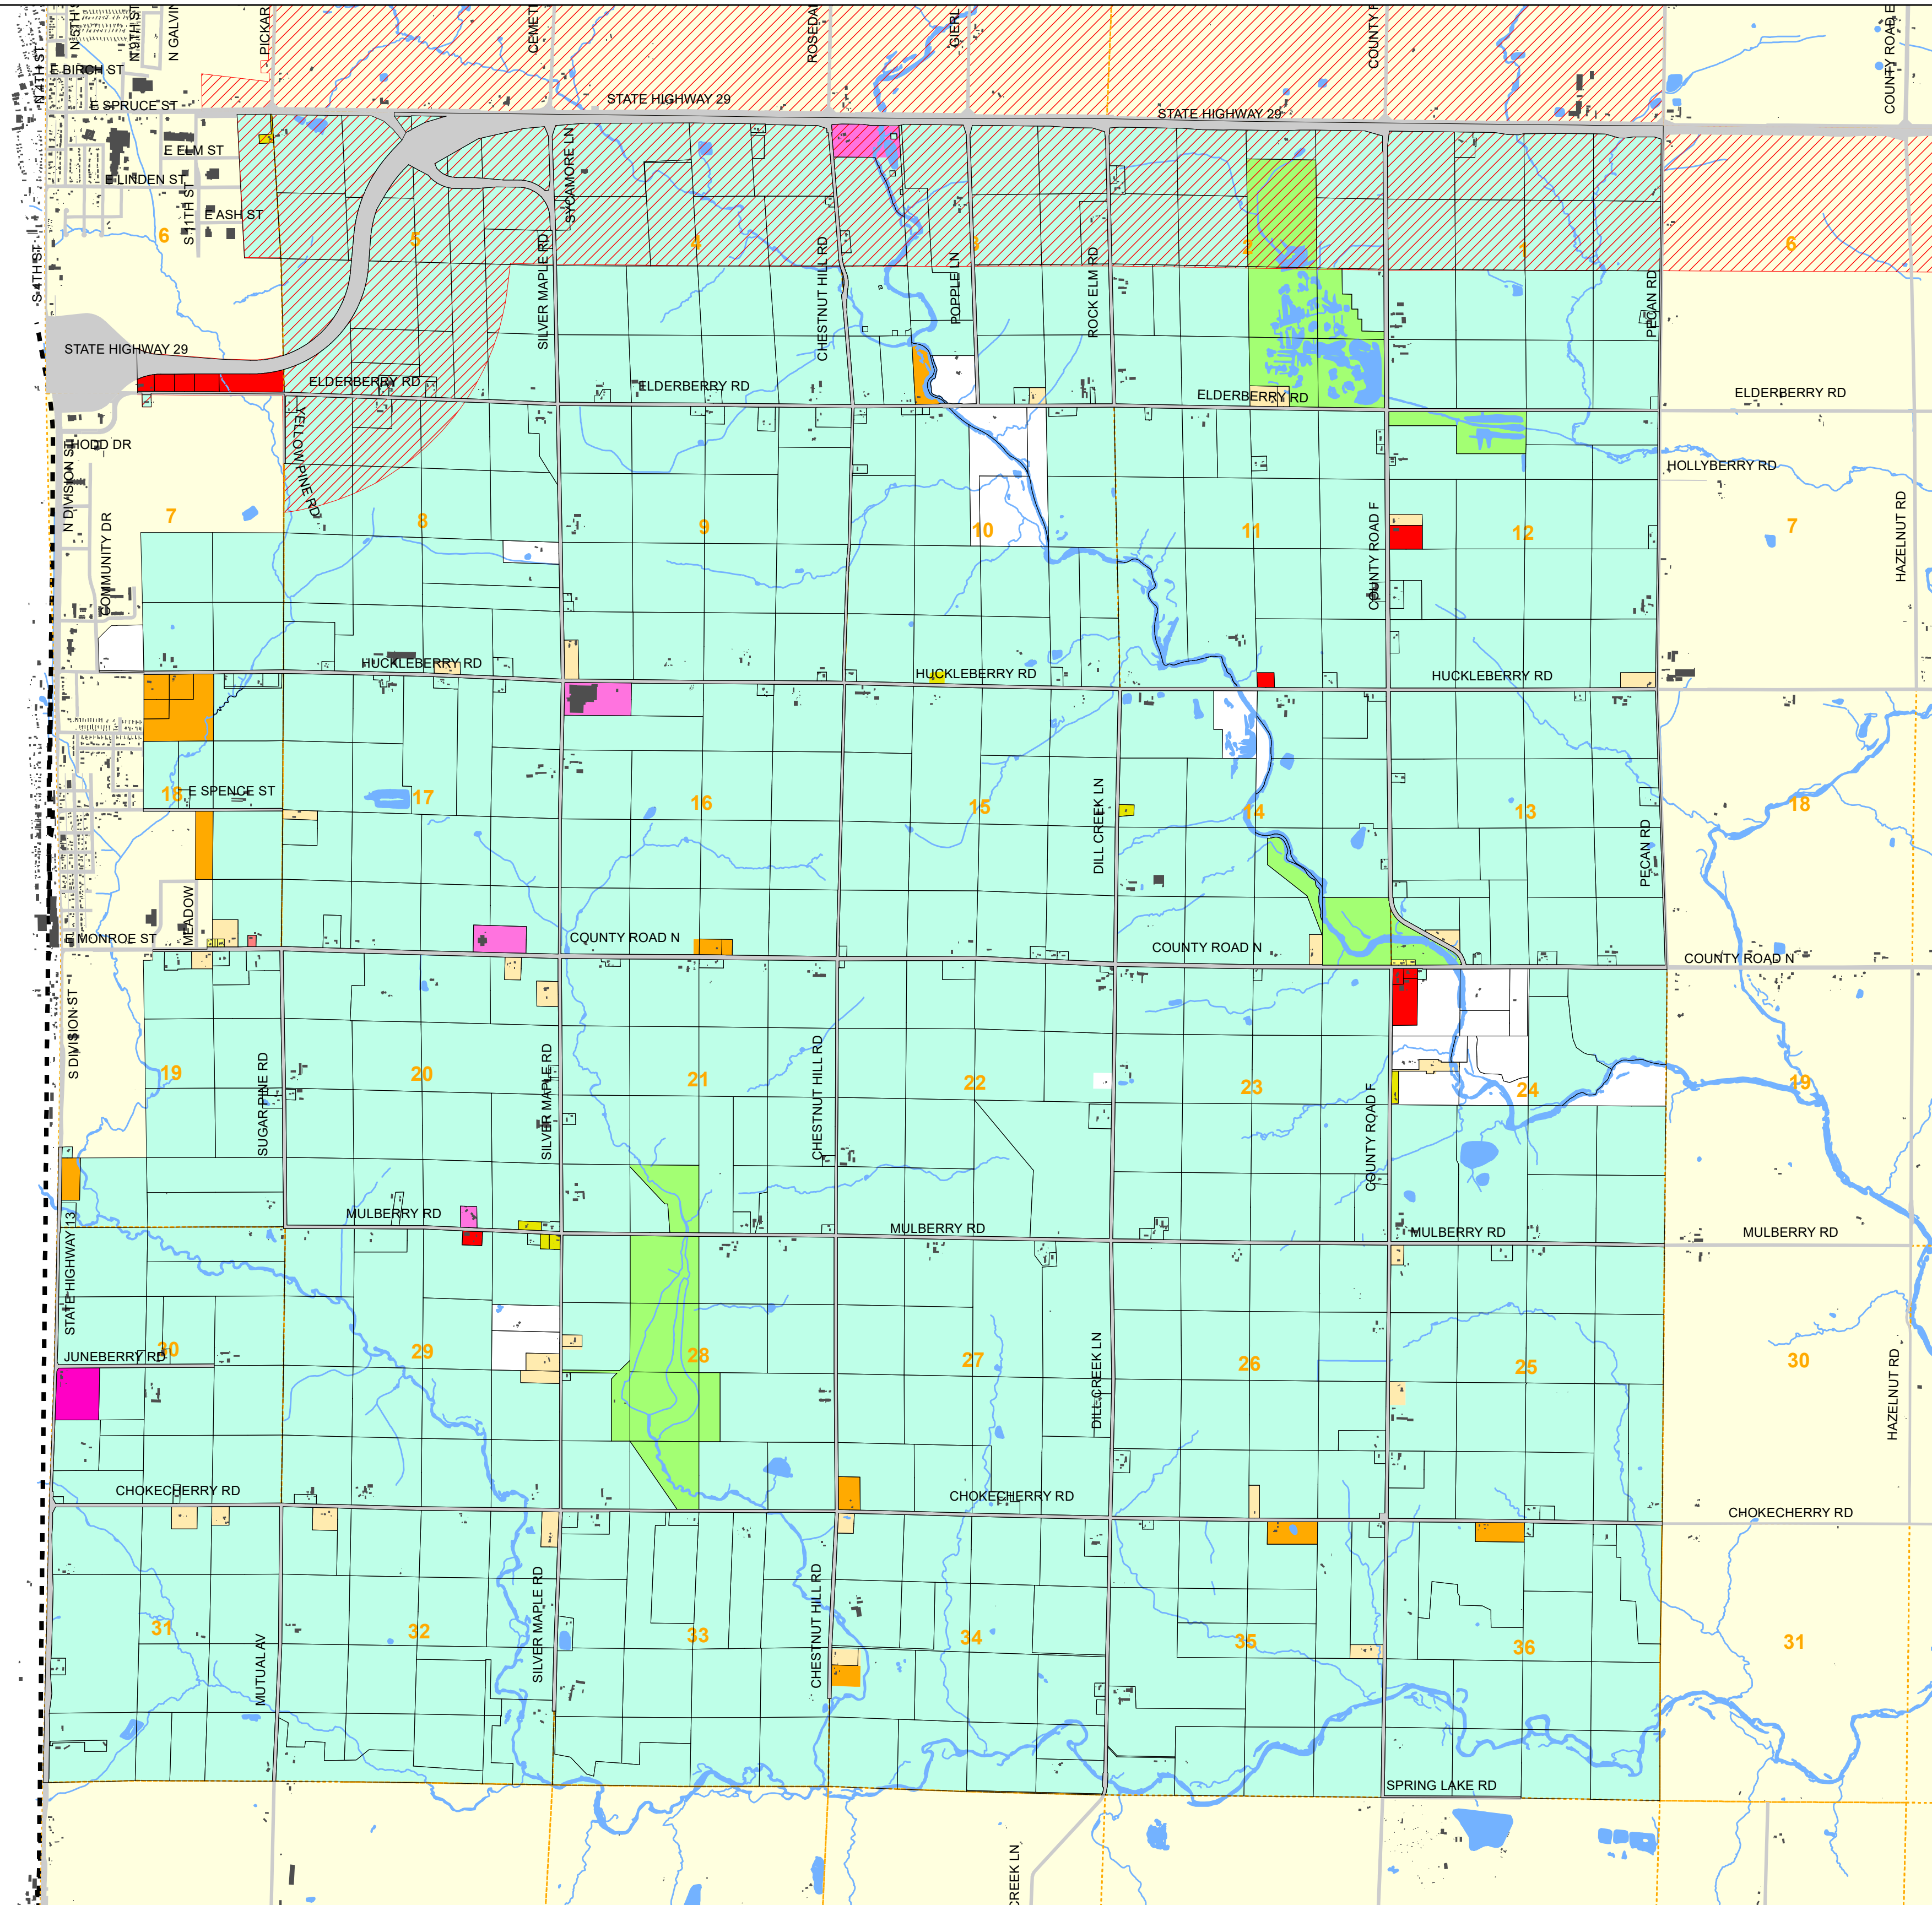 N 4TH ST
N 5TH S
N 9TH ST
N GALVIN
PICKAR
CEMET
ROSEDA
GIERL
COUNTY F
COUNTY ROAD E
E BIRCH ST
E SPRUCE ST
STATE HIGHWAY 29
STATE HIGHWAY 29
E ELM ST
E LINDEN ST
S 11TH ST
E ASH ST
SYCAMORE LN
6
5
4
3
2
1
6
S 4TH ST
SILVER MAPLE RD
CHESTNUT HILL RD
POPPLE LN
ROCK ELM RD
PECAN RD
STATE HIGHWAY 29
ELDERBERRY RD
ELDERBERRY RD
ELDERBERRY RD
ELDERBERRY RD
YELLOW PINE RD
HODD DR
N DIVISION ST
HOLLYBERRY RD
7
8
9
10
11
12
7
COMMUNITY DR
COUNTY ROAD F
HAZELNUT RD
HUCKLEBERRY RD
HUCKLEBERRY RD
HUCKLEBERRY RD
18
E SPENCE ST
17
16
15
14
13
18
DILL CREEK LN
PECAN RD
MEADOW
E MONROE ST
COUNTY ROAD N
COUNTY ROAD N
COUNTY ROAD N
S DIVISION ST
SUGAR PINE RD
SILVER MAPLE RD
CHESTNUT HILL RD
COUNTY ROAD F
19
20
21
22
23
24
19
MULBERRY RD
MULBERRY RD
MULBERRY RD
MULBERRY RD
STATE HIGHWAY 13
JUNEBERRY RD
30
29
28
27
26
25
30
DILL CREEK LN
HAZELNUT RD
CHOKECHERRY RD
CHOKECHERRY RD
CHOKECHERRY RD
MUTUAL AV
SILVER MAPLE RD
CHESTNUT HILL RD
31
32
33
34
35
36
31
SPRING LAKE RD
CREEK LN